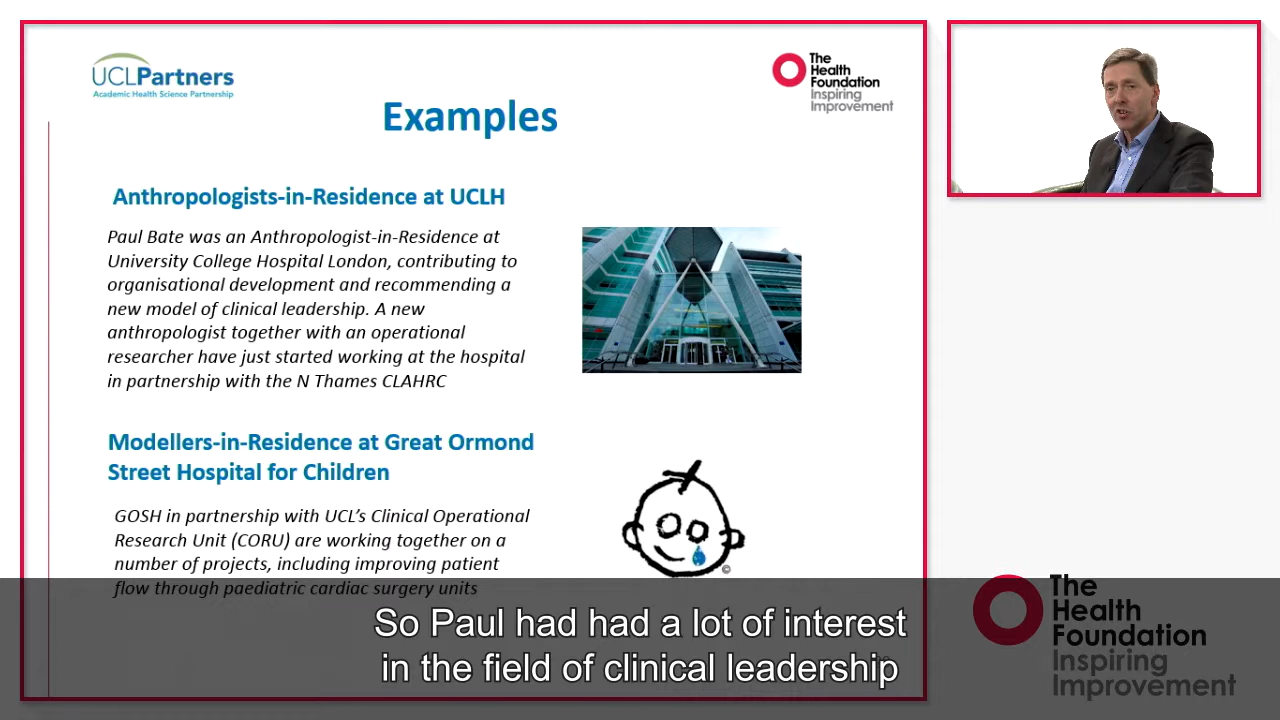 UCLPartners
Academic Health Science Partnership
The
Health
Foundation
Inspiring
Improvement
Examples
Anthropologists-in-Residence at UCLH
Paul Bate was an Anthropologist-in-Residence at
University College Hospital London, contributing to
organisational development and recommending a
new model of clinical leadership. A new
anthropologist together with an operational
researcher have just started working at the hospital
in partnership with the N Thames CLAHRC
Modellers-in-Residence at Great Ormond
Street Hospital for Children
GOSH in partnership with UCL’s Clinical Operational
Research Unit (CORU) are working together on a
number of projects, including improving patient
flow through paediatric cardiac surgery units
©
So Paul had had a lot of interest
in the field of clinical leadership
The
Health
Foundation
Inspiring
Improvement